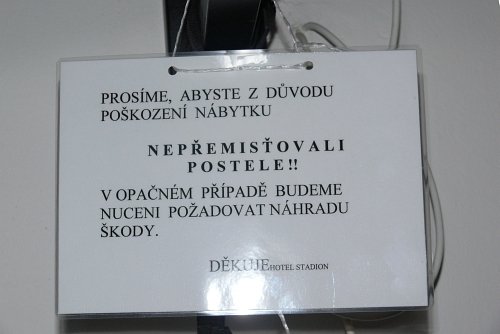 PROSÍME, ABYSTE Z DŮVODU
POŠKOZENÍ NÁBYTKU
NEPŘEMISŤOVALI
POSTELE!!
V OPAČNÉM PŘÍPADĚ BUDEME
NUCENI POŽADOVAT NÁHRADU
ŠKODY.
DĚKUJE HOTEL STADION